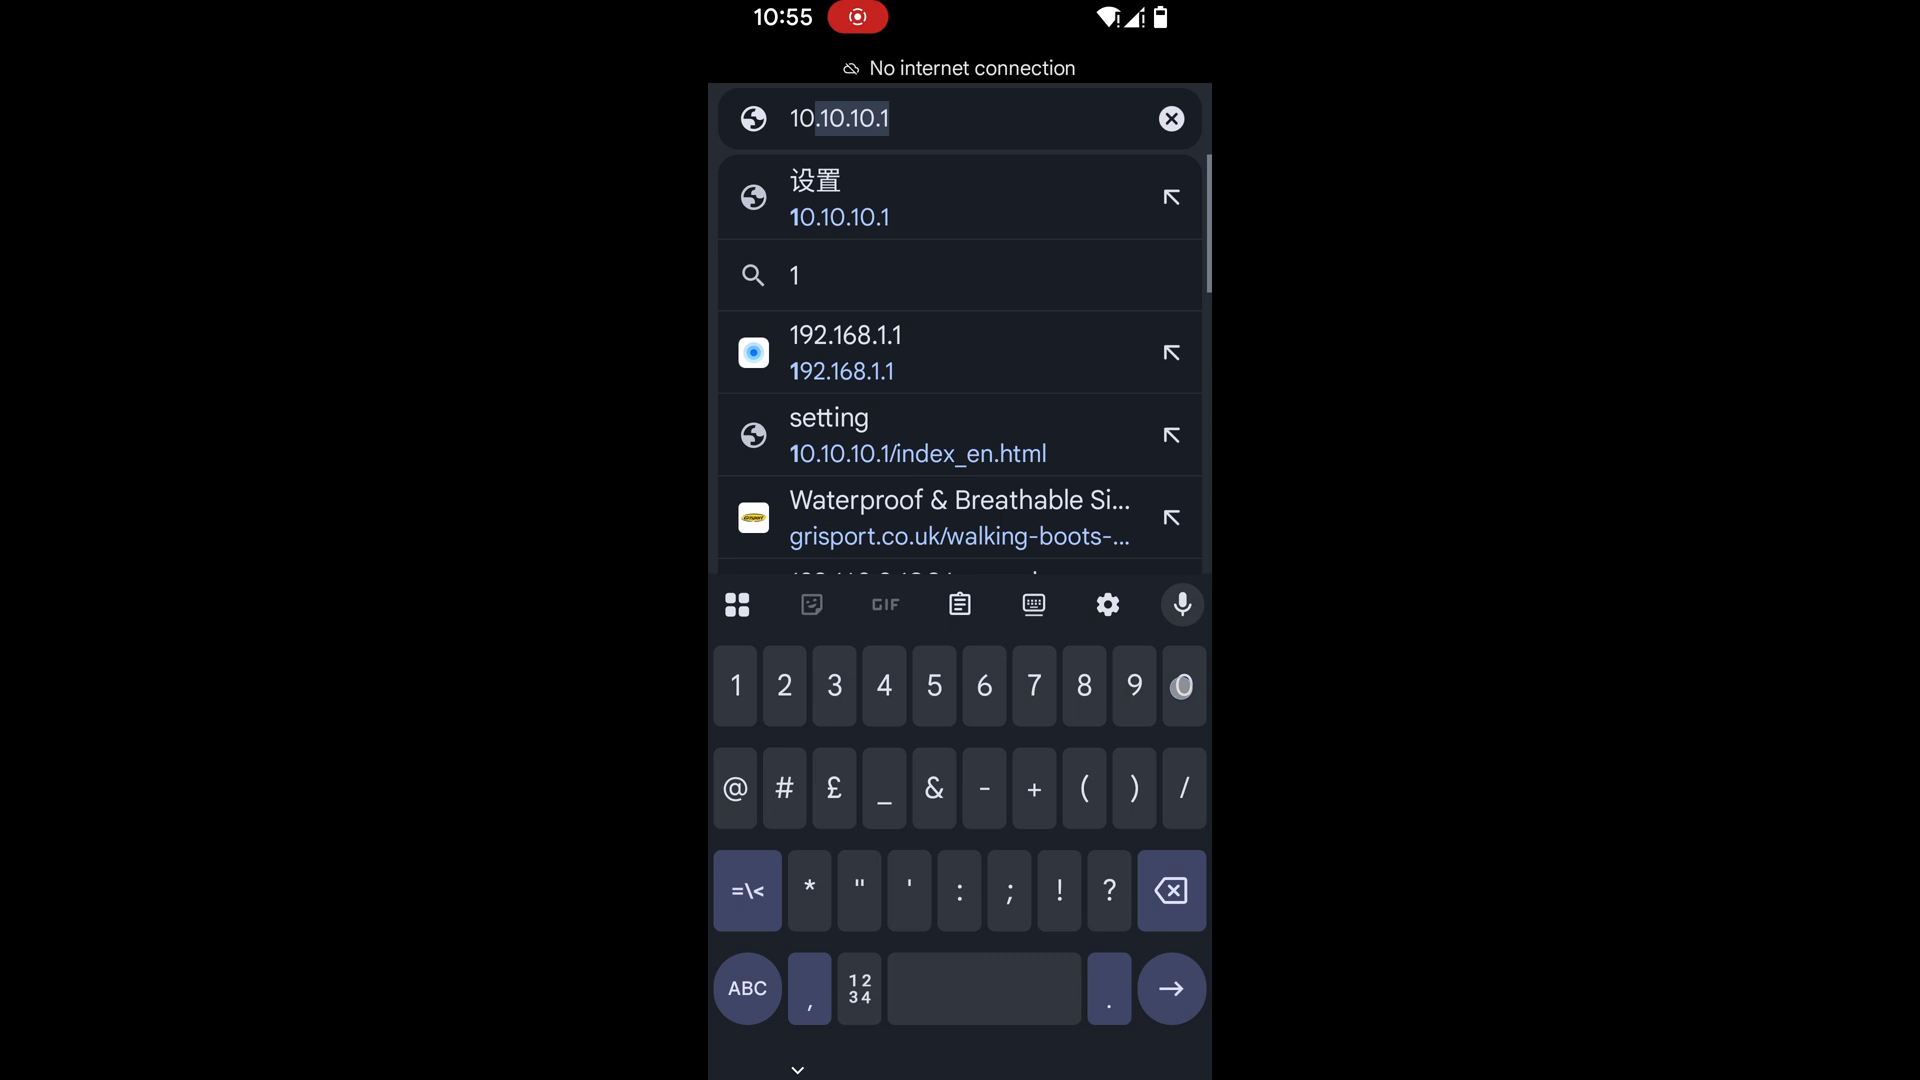 10:55
No internet connection
10.10.10.1
设置
10.10.10.1
1
192.168.1.1
192.168.1.1
setting
10.10.10.1/index_en.html
Waterproof & Breathable Si...
grisport.co.uk/walking-boots-...
GIF
1 2 3 4 5 6 7 8 9 0
@ # £ _ & - + ( ) /
=\< * " ' : ; ! ?
ABC , 12 .
34